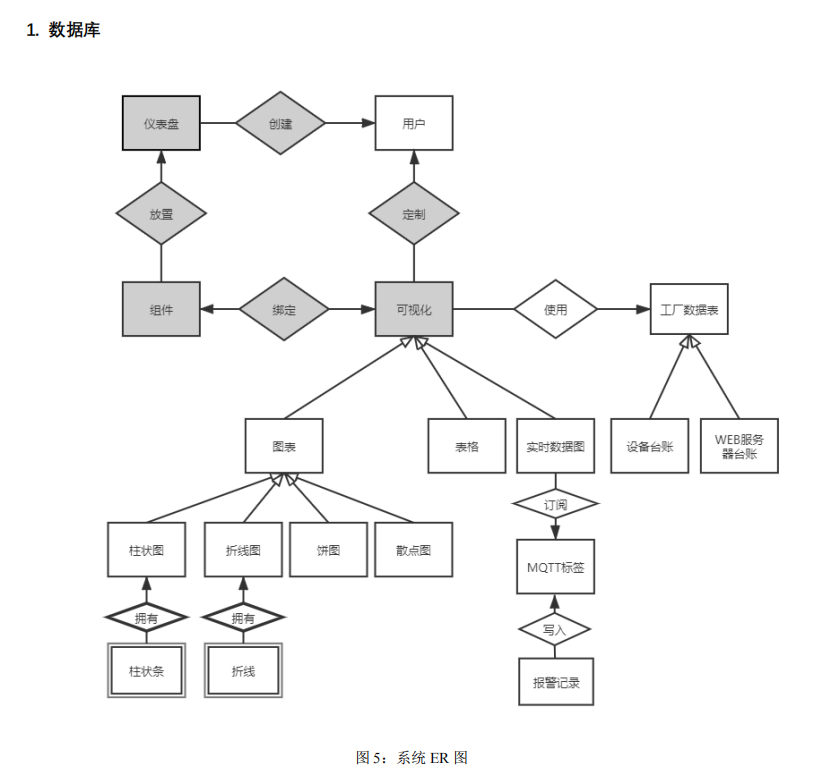 1. 数据库
仪表盘
创建
用户
放置
定制
组件
绑定
可视化
使用
工厂数据表
图表
表格
实时数据图
设备台账
WEB服务
器台账
订阅
柱状图
折线图
饼图
散点图
MQTT标签
拥有
拥有
写入
柱状条
折线
报警记录
图 5：系统 ER 图